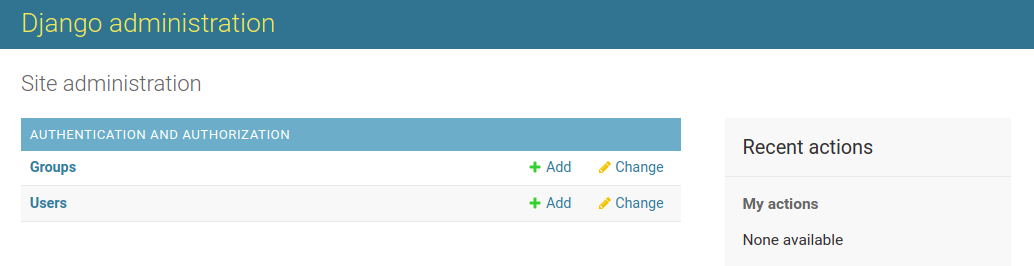 Django administration
Site administration
AUTHENTICATION AND AUTHORIZATION
Groups Add Change
Users Add Change
Recent actions
My actions
None available